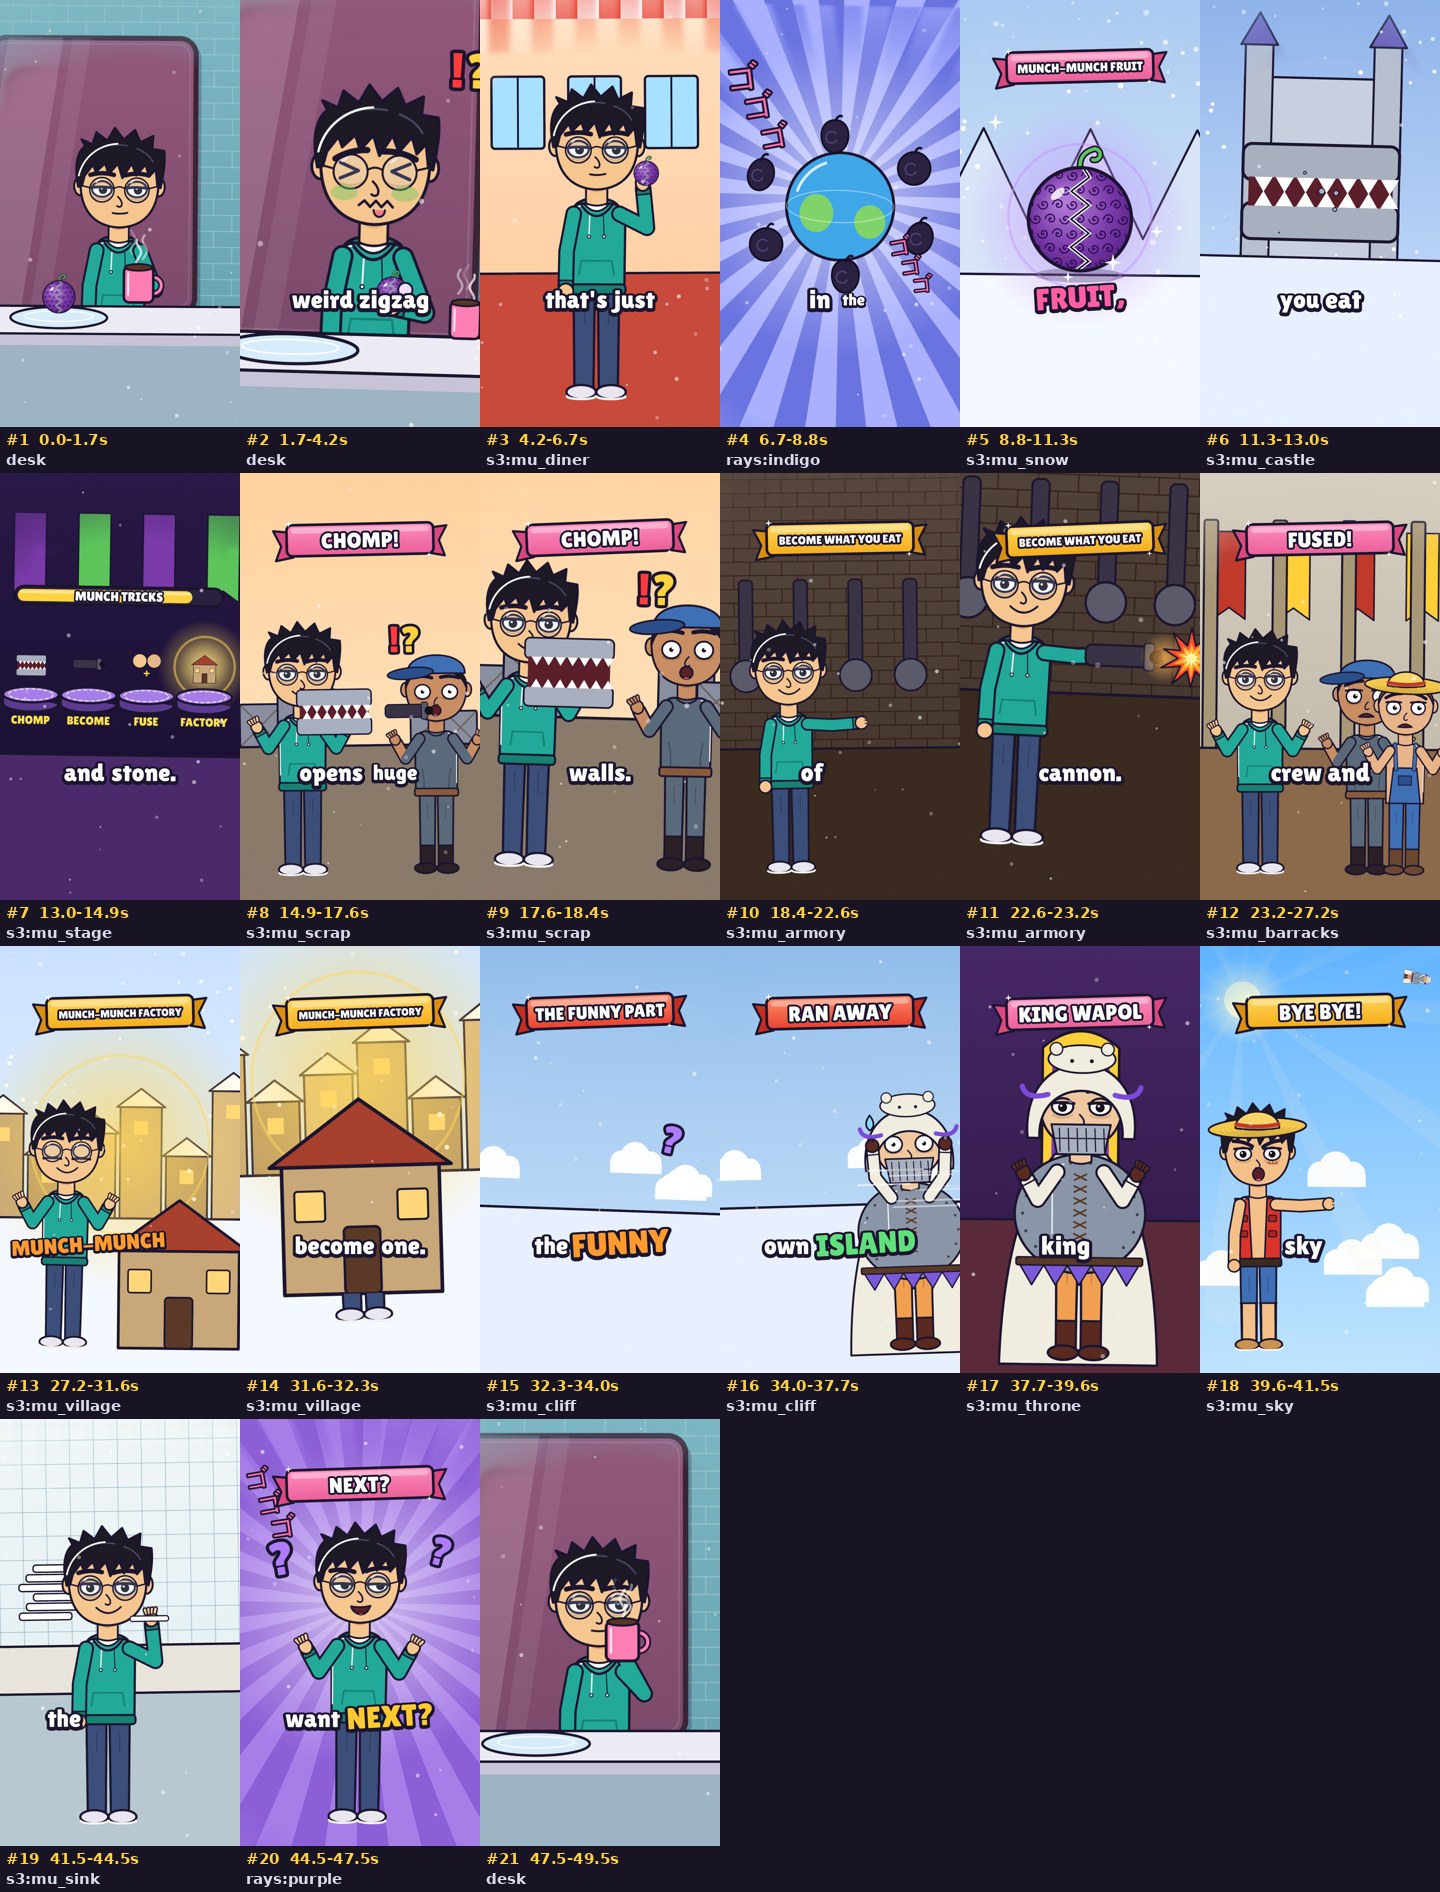 !?
weird zigzag
that's just
ゴゴゴ
ゴゴゴ
in the
MUNCH-MUNCH FRUIT
FRUIT,
you eat
#1 0.0-1.7s
desk
#2 1.7-4.2s
desk
#3 4.2-6.7s
s3:mu_diner
#4 6.7-8.8s
rays:indigo
#5 8.8-11.3s
s3:mu_snow
#6 11.3-13.0s
s3:mu_castle
MUNCH TRICKS
CHOMP BECOME FUSE FACTORY
and stone.
CHOMP!
!?
opens huge
CHOMP!
!?
walls.
BECOME WHAT YOU EAT
of
BECOME WHAT YOU EAT
cannon.
FUSED!
crew and
#7 13.0-14.9s
s3:mu_stage
#8 14.9-17.6s
s3:mu_scrap
#9 17.6-18.4s
s3:mu_scrap
#10 18.4-22.6s
s3:mu_armory
#11 22.6-23.2s
s3:mu_armory
#12 23.2-27.2s
s3:mu_barracks
MUNCH-MUNCH FACTORY
MUNCH-MUNCH
MUNCH-MUNCH FACTORY
become one.
THE FUNNY PART
?
the FUNNY
RAN AWAY
own ISLAND
KING WAPOL
king
BYE BYE!
sky
#13 27.2-31.6s
s3:mu_village
#14 31.6-32.3s
s3:mu_village
#15 32.3-34.0s
s3:mu_cliff
#16 34.0-37.7s
s3:mu_cliff
#17 37.7-39.6s
s3:mu_throne
#18 39.6-41.5s
s3:mu_sky
the
NEXT?
ゴゴゴ
? ?
want NEXT?
#19 41.5-44.5s
s3:mu_sink
#20 44.5-47.5s
rays:purple
#21 47.5-49.5s
desk